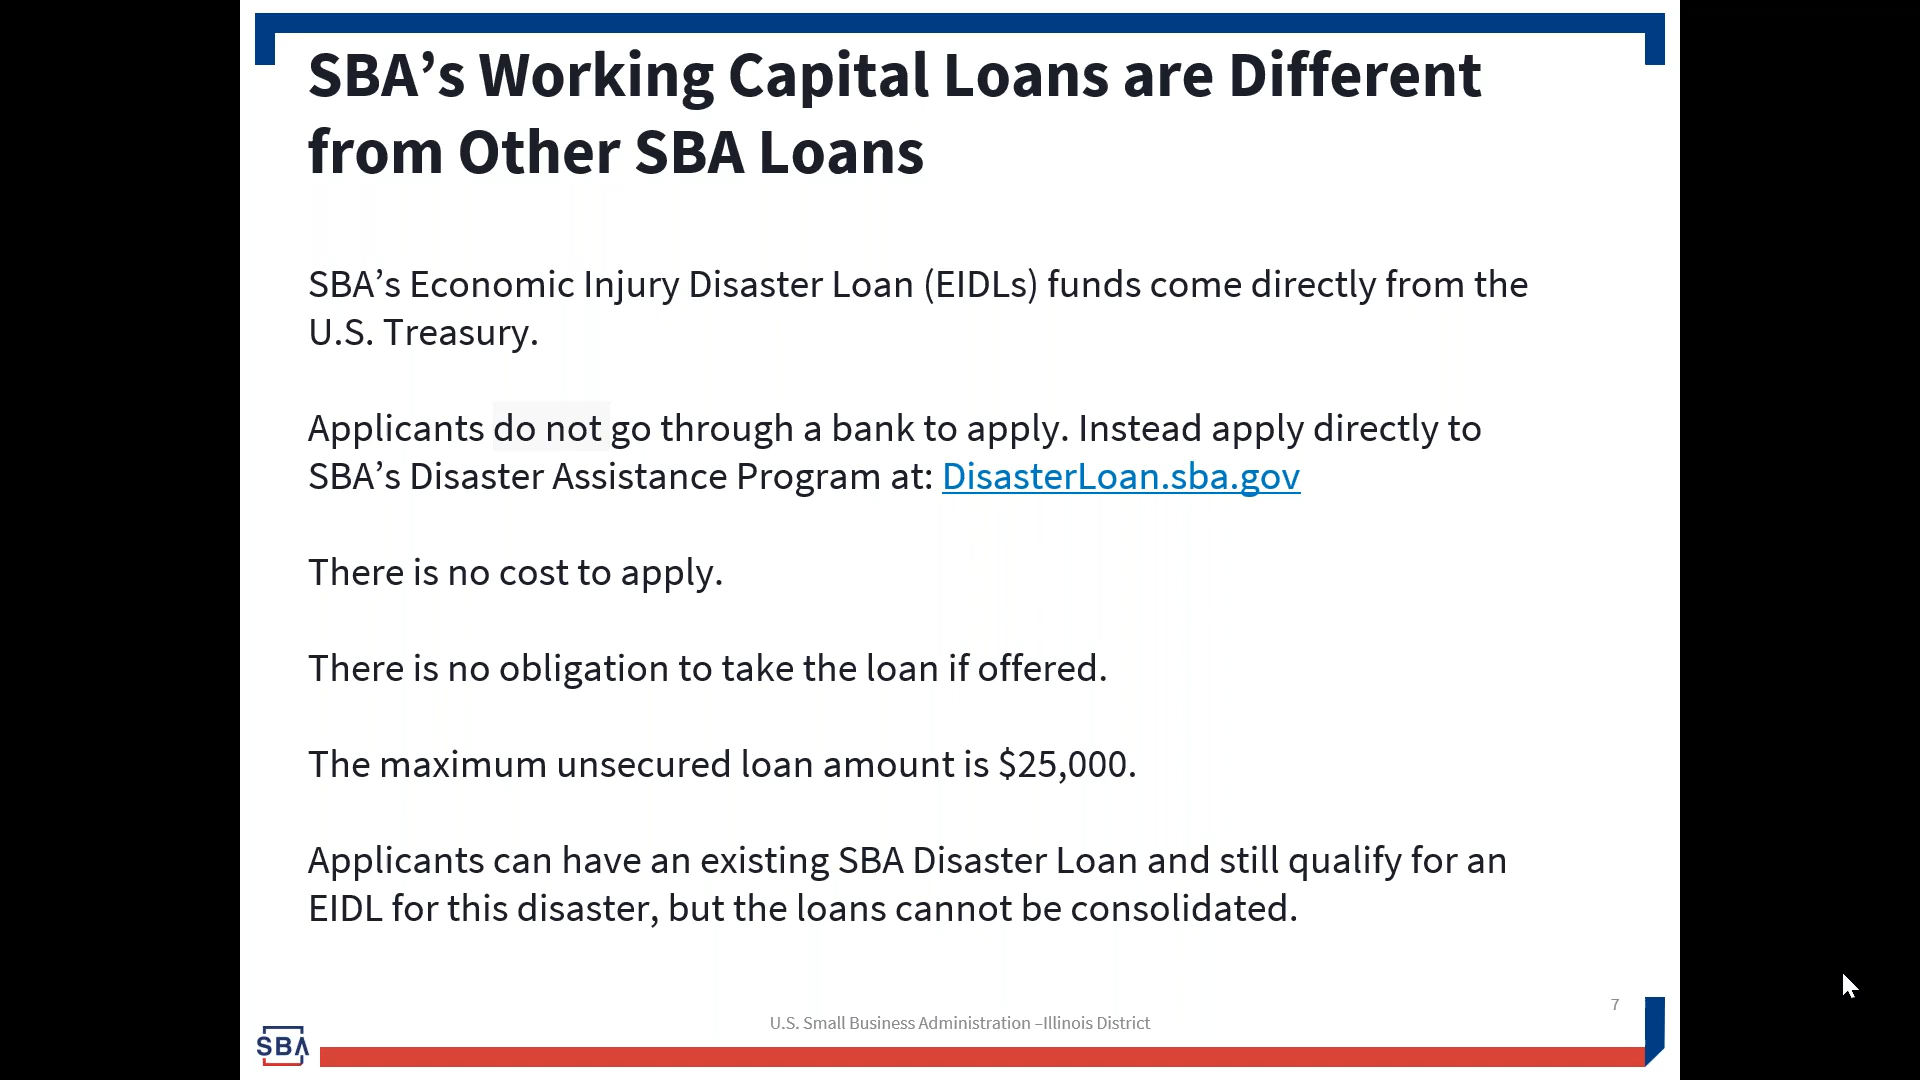 SBA’s Working Capital Loans are Different
from Other SBA Loans
SBA’s Economic Injury Disaster Loan (EIDLs) funds come directly from the
U.S. Treasury.
Applicants do not go through a bank to apply. Instead apply directly to
SBA’s Disaster Assistance Program at: DisasterLoan.sba.gov
There is no cost to apply.
There is no obligation to take the loan if offered.
The maximum unsecured loan amount is $25,000.
Applicants can have an existing SBA Disaster Loan and still qualify for an
EIDL for this disaster, but the loans cannot be consolidated.
7
U.S. Small Business Administration –Illinois District
SBA